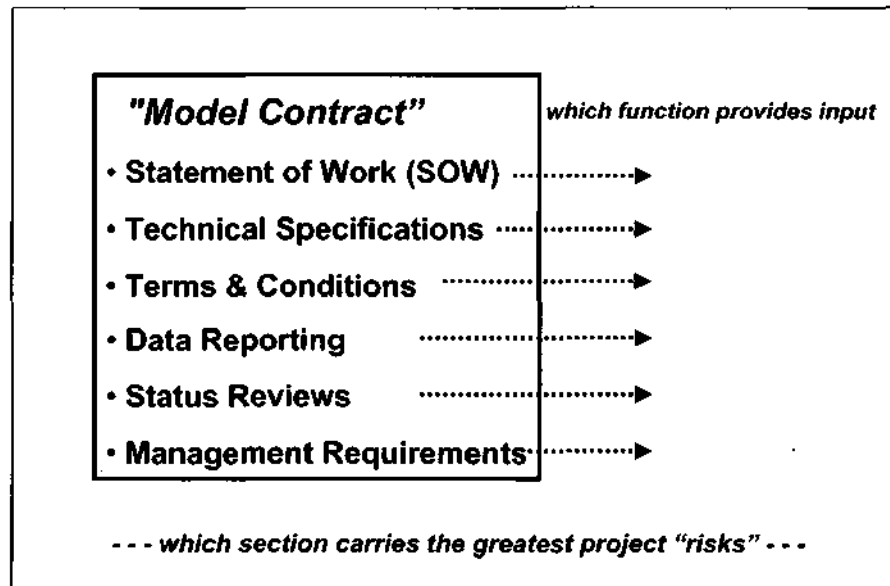 "Model Contract”
which function provides input
• Statement of Work (SOW)
• Technical Specifications
• Terms & Conditions
• Data Reporting
• Status Reviews
• Management Requirements
- - - which section carries the greatest project “risks” - - -